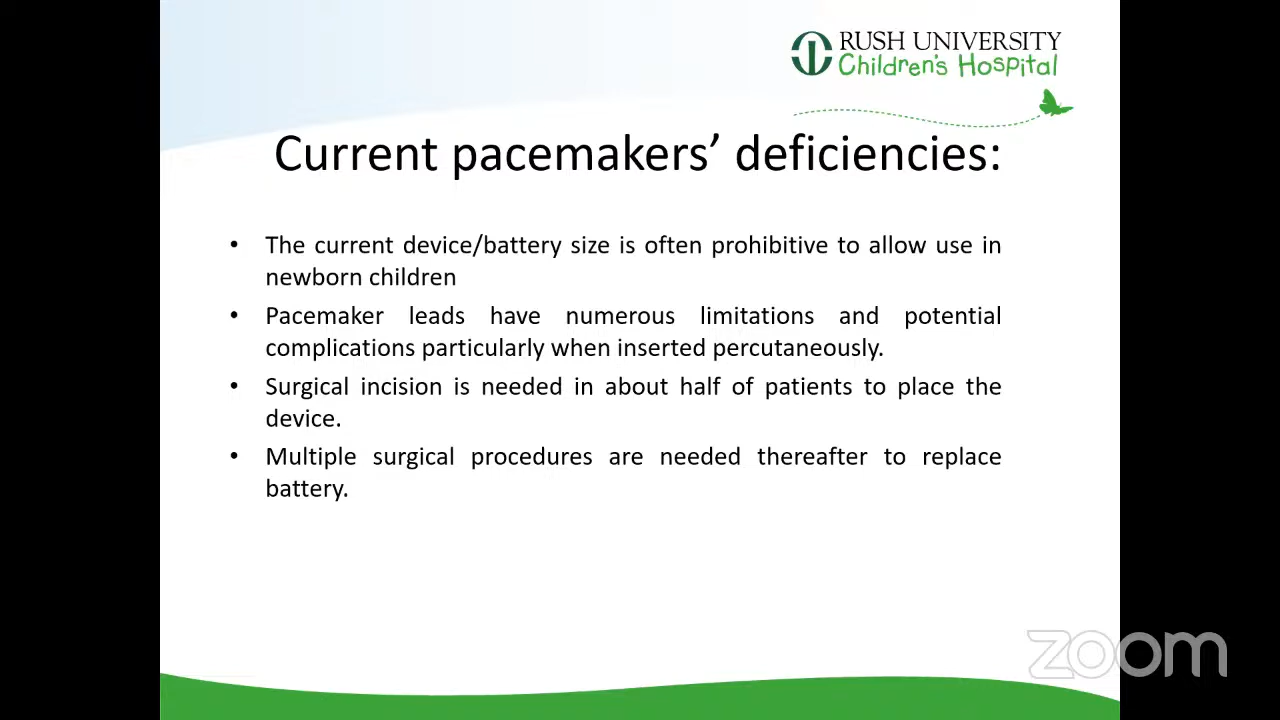 RUSH UNIVERSITY
Children's Hospital
Current pacemakers’ deficiencies:
• The current device/battery size is often prohibitive to allow use in
newborn children
• Pacemaker leads have numerous limitations and potential
complications particularly when inserted percutaneously.
• Surgical incision is needed in about half of patients to place the
device.
• Multiple surgical procedures are needed thereafter to replace
battery.
zoom